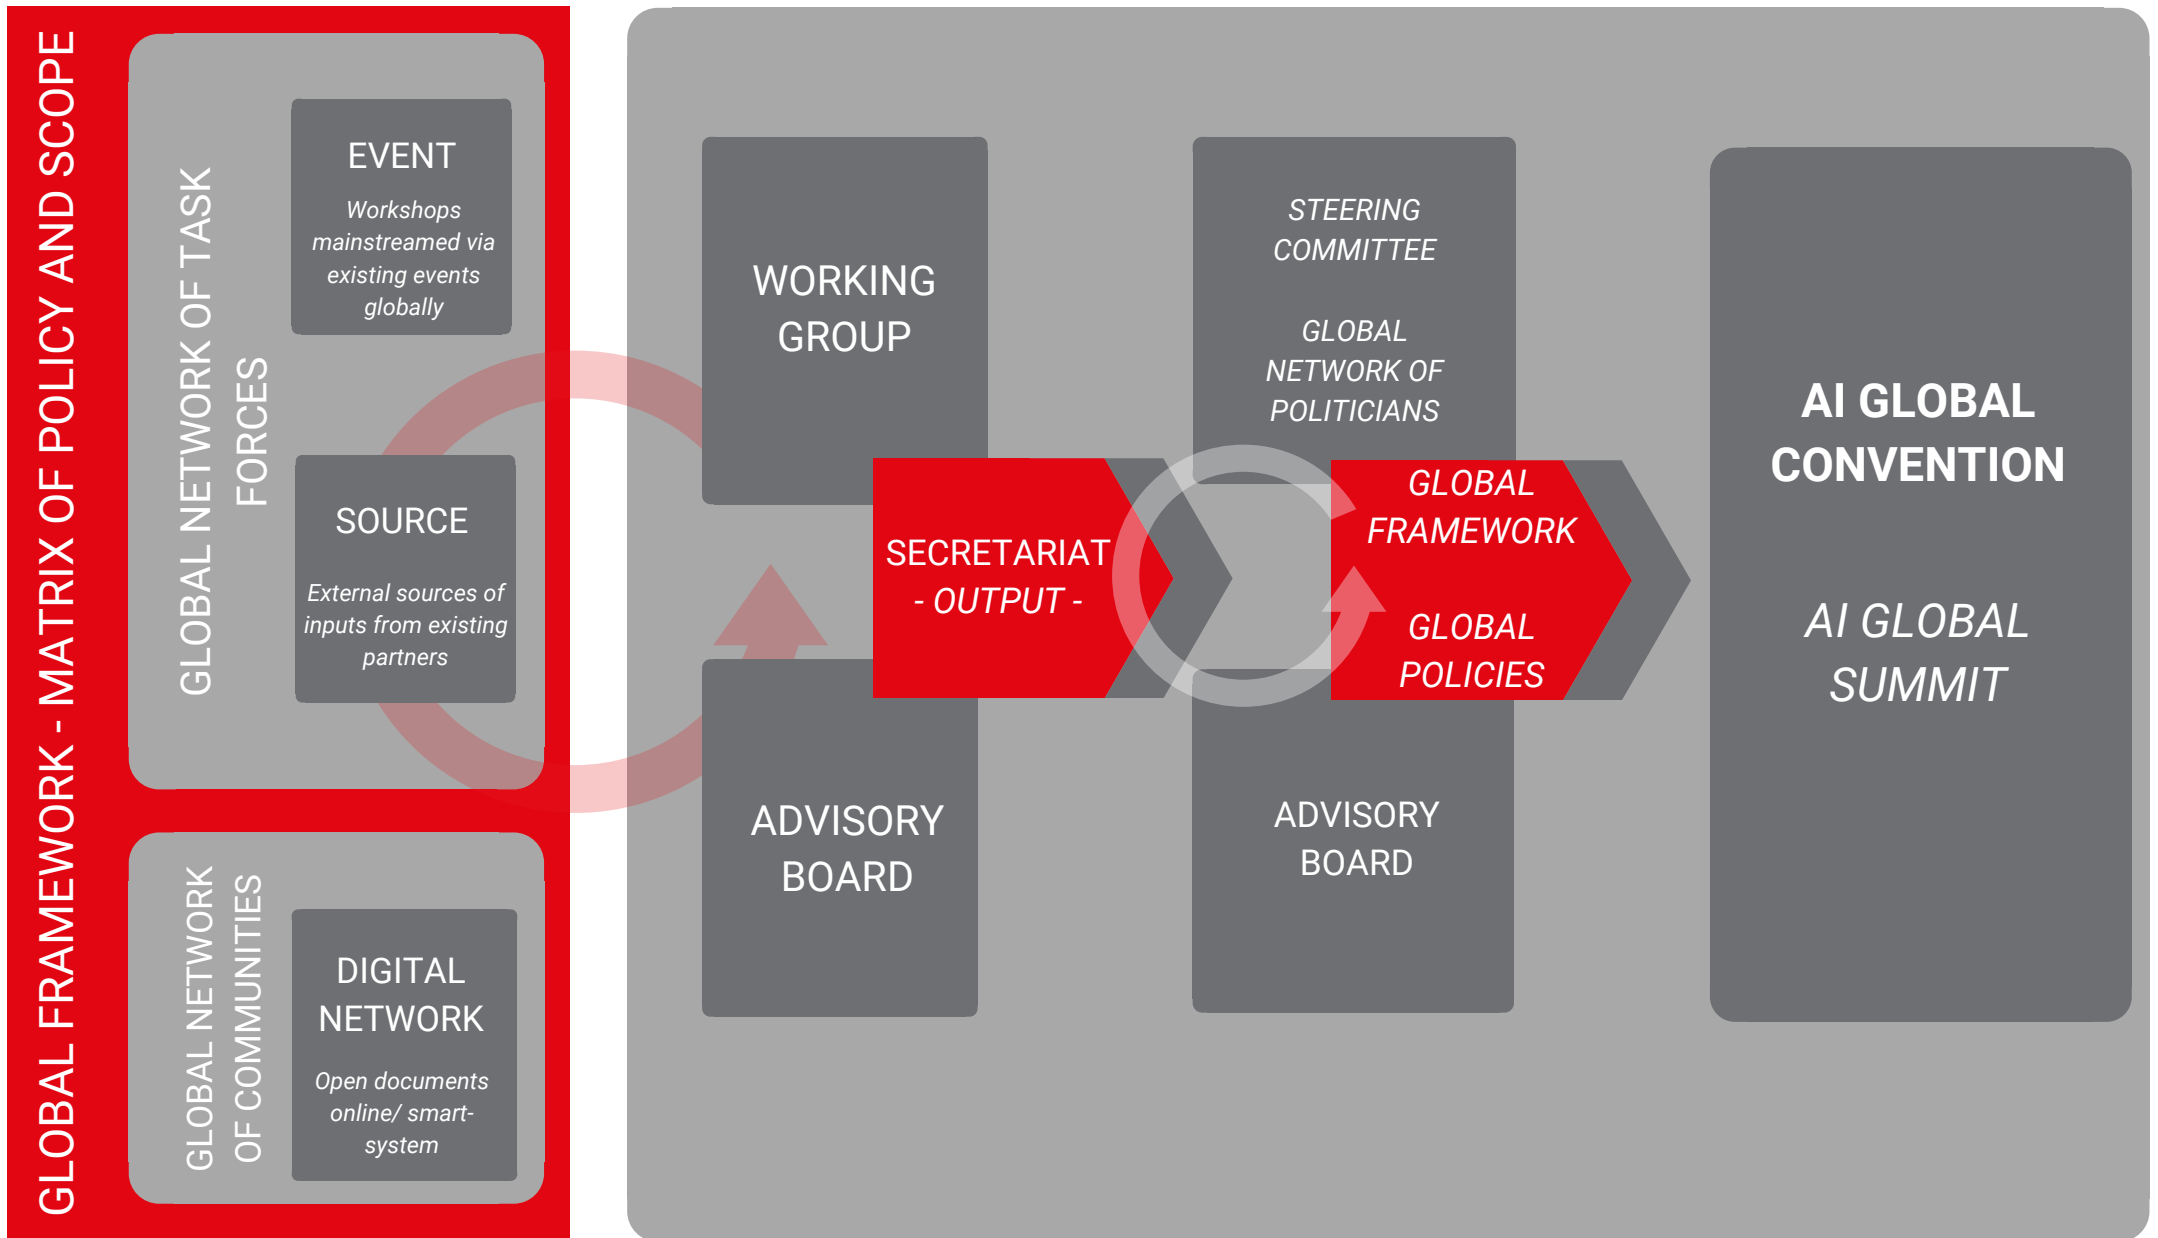 GLOBAL FRAMEWORK - MATRIX OF POLICY AND SCOPE
GLOBAL NETWORK OF TASK
FORCES
EVENT
Workshops
mainstreamed via
existing events
globally
SOURCE
External sources of
inputs from existing
partners
GLOBAL NETWORK
OF COMMUNITIES
DIGITAL
NETWORK
Open documents
online/ smart-
system
WORKING
GROUP
SECRETARIAT
- OUTPUT -
ADVISORY
BOARD
STEERING
COMMITTEE
GLOBAL
NETWORK OF
POLITICIANS
GLOBAL
FRAMEWORK
GLOBAL
POLICIES
ADVISORY
BOARD
AI GLOBAL
CONVENTION
AI GLOBAL
SUMMIT